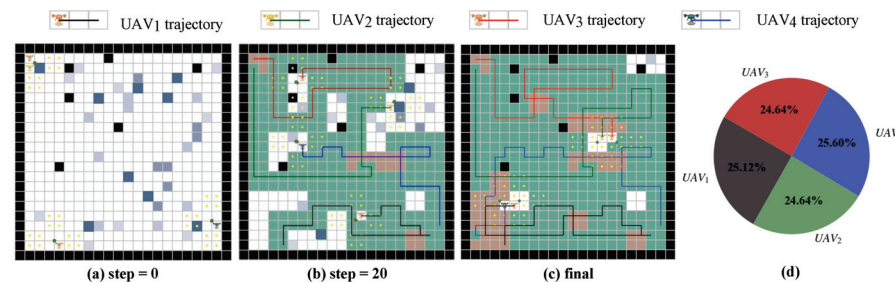 UAV1 trajectory UAV2 trajectory UAV3 trajectory UAV4 trajectory
UAV3
24.64%
UAV
25.60%
25.12%
UAV1
24.64%
UAV2
(a) step = 0 (b) step = 20 (c) final (d)